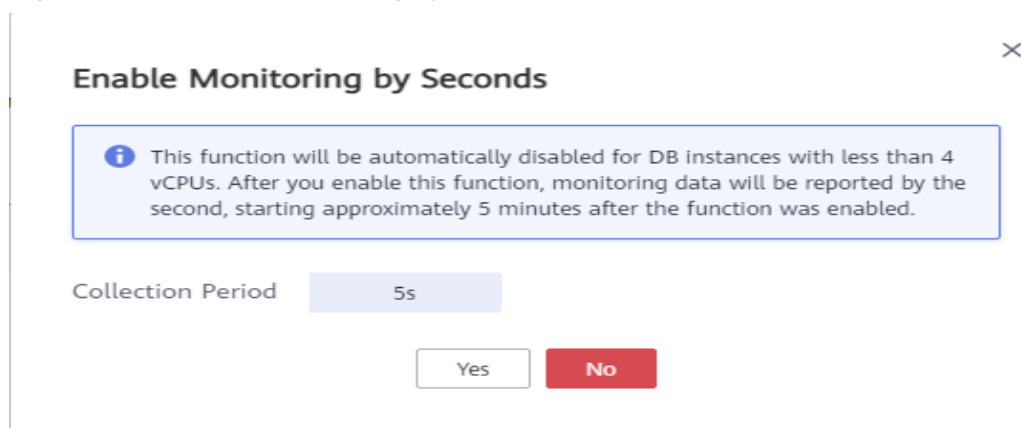 Enable Monitoring by Seconds
This function will be automatically disabled for DB instances with less than 4
vCPUs. After you enable this function, monitoring data will be reported by the
second, starting approximately 5 minutes after the function was enabled.
Collection Period 5s
Yes No